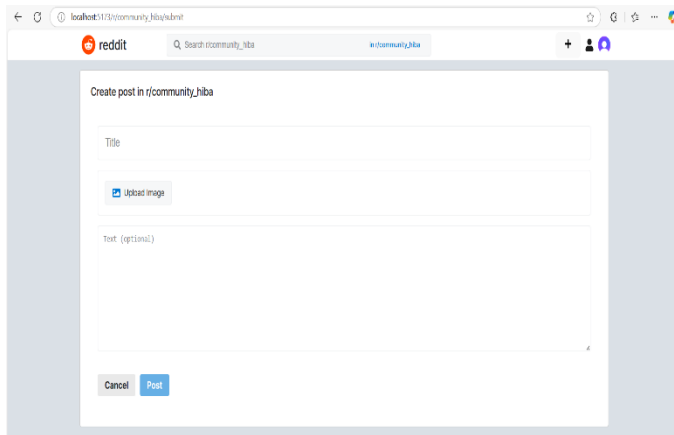 localhost:5173/r/community_hiba/submit
reddit
Search r/community_hiba
in r/community_hiba
Create post in r/community_hiba
Title
Upload Image
Text (optional)
Cancel
Post